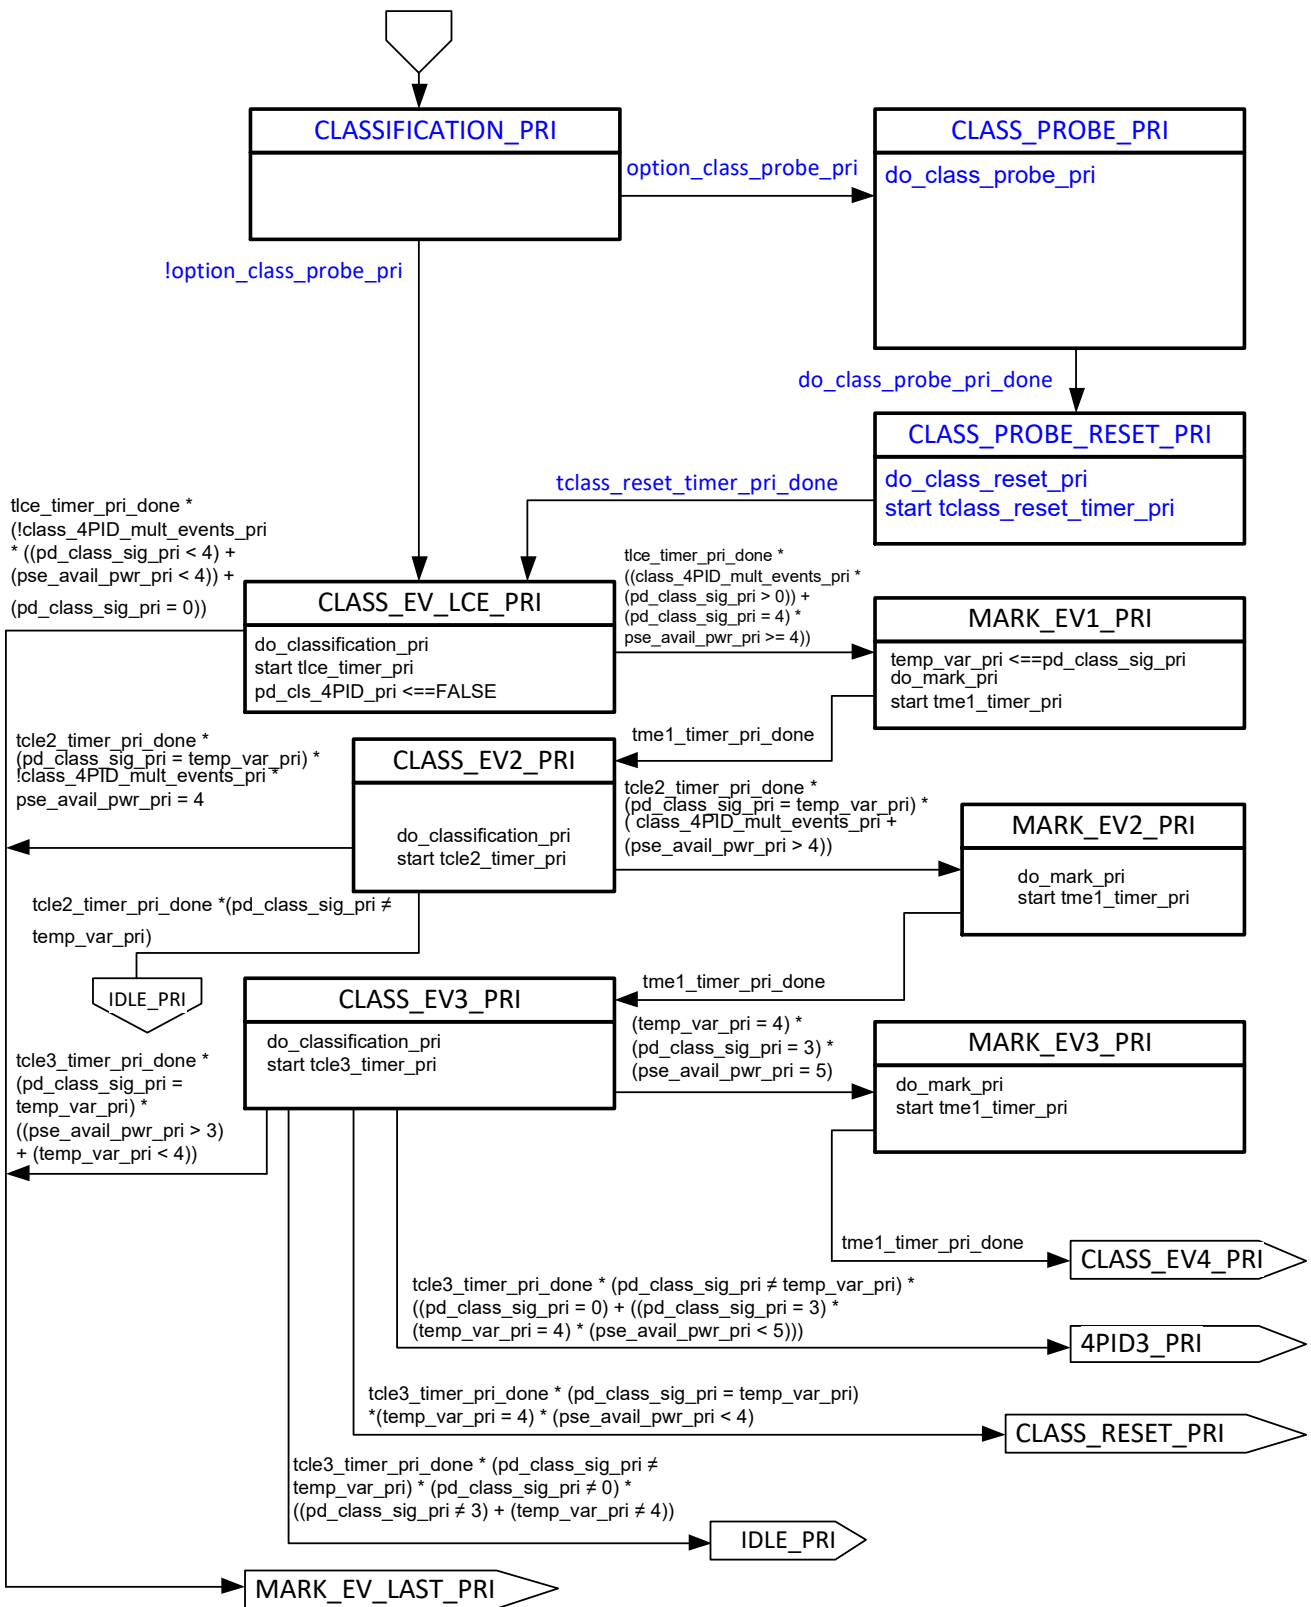 CLASSIFICATION_PRI
CLASS_PROBE_PRI
option_class_probe_pri
do_class_probe_pri
!option_class_probe_pri
do_class_probe_pri_done
CLASS_PROBE_RESET_PRI
do_class_reset_pri
start tclass_reset_timer_pri
tclass_reset_timer_pri_done
tlce_timer_pri_done *
(!class_4PID_mult_events_pri
* ((pd_class_sig_pri < 4) +
(pse_avail_pwr_pri < 4)) +
(pd_class_sig_pri = 0))
CLASS_EV_LCE_PRI
do_classification_pri
start tlce_timer_pri
pd_cls_4PID_pri <==FALSE
tlce_timer_pri_done *
((class_4PID_mult_events_pri *
(pd_class_sig_pri > 0)) +
(pd_class_sig_pri = 4) *
pse_avail_pwr_pri >= 4))
MARK_EV1_PRI
temp_var_pri <==pd_class_sig_pri
do_mark_pri
start tme1_timer_pri
tme1_timer_pri_done
tcle2_timer_pri_done *
(pd_class_sig_pri = temp_var_pri) *
!class_4PID_mult_events_pri *
pse_avail_pwr_pri = 4
CLASS_EV2_PRI
do_classification_pri
start tcle2_timer_pri
tcle2_timer_pri_done *
(pd_class_sig_pri = temp_var_pri) *
( class_4PID_mult_events_pri +
(pse_avail_pwr_pri > 4))
MARK_EV2_PRI
do_mark_pri
start tme1_timer_pri
tcle2_timer_pri_done *(pd_class_sig_pri ≠
temp_var_pri)
IDLE_PRI
tme1_timer_pri_done
CLASS_EV3_PRI
do_classification_pri
start tcle3_timer_pri
(temp_var_pri = 4) *
(pd_class_sig_pri = 3) *
(pse_avail_pwr_pri = 5)
MARK_EV3_PRI
do_mark_pri
start tme1_timer_pri
tcle3_timer_pri_done *
(pd_class_sig_pri =
temp_var_pri) *
((pse_avail_pwr_pri > 3)
+ (temp_var_pri < 4))
tme1_timer_pri_done
CLASS_EV4_PRI
tcle3_timer_pri_done * (pd_class_sig_pri ≠ temp_var_pri) *
((pd_class_sig_pri = 0) + ((pd_class_sig_pri = 3) *
(temp_var_pri = 4) * (pse_avail_pwr_pri < 5)))
4PID3_PRI
tcle3_timer_pri_done * (pd_class_sig_pri = temp_var_pri)
*(temp_var_pri = 4) * (pse_avail_pwr_pri < 4)
CLASS_RESET_PRI
tcle3_timer_pri_done * (pd_class_sig_pri ≠
temp_var_pri) * (pd_class_sig_pri ≠ 0) *
((pd_class_sig_pri ≠ 3) + (temp_var_pri ≠ 4))
IDLE_PRI
MARK_EV_LAST_PRI